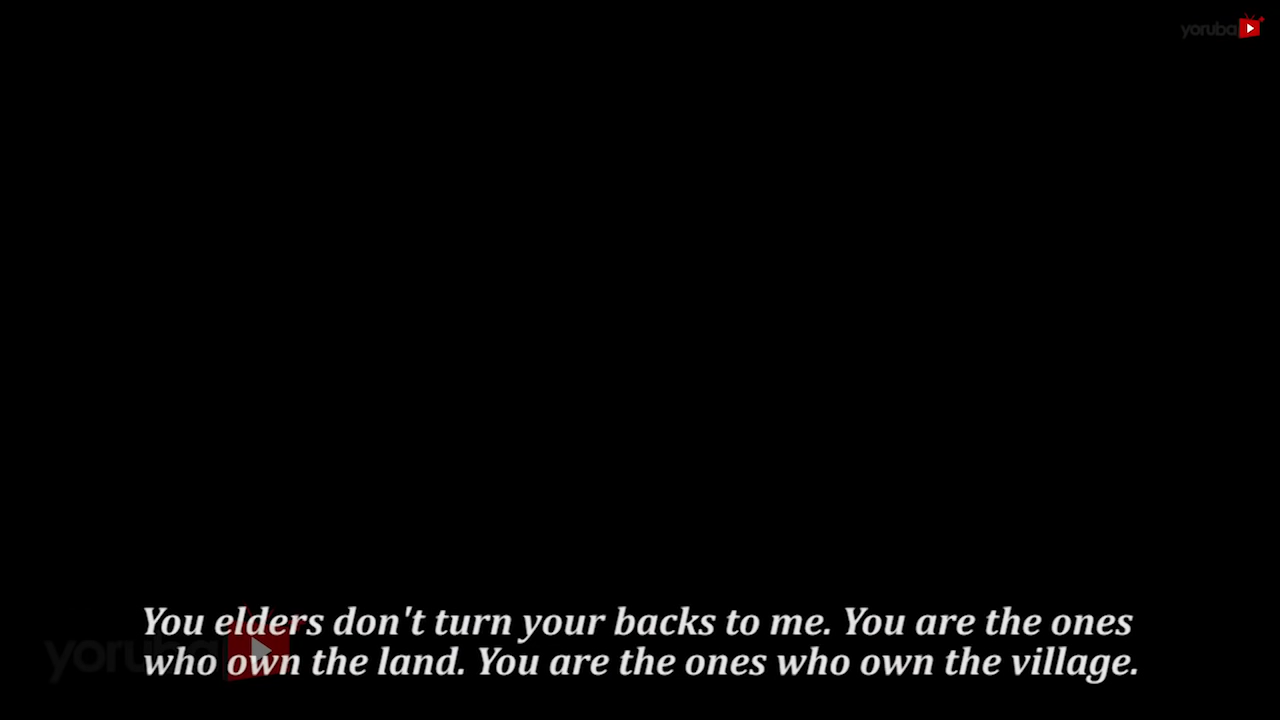 yoruba
You elders don't turn your backs to me. You are the ones
who own the land. You are the ones who own the village.
yoruba